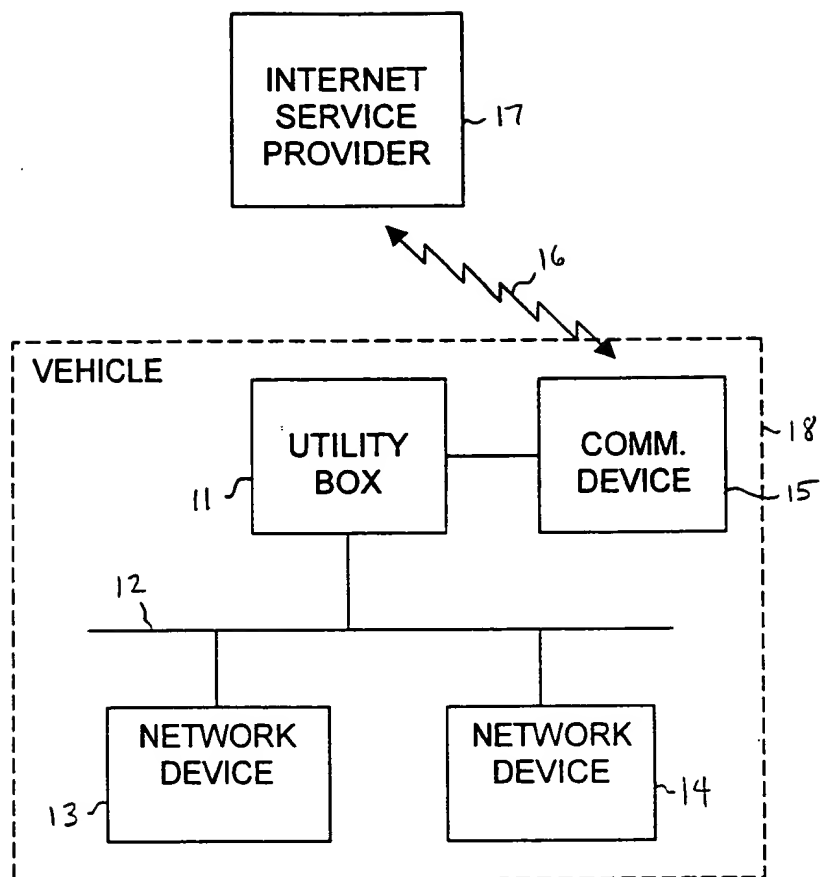 INTERNET
SERVICE
PROVIDER
17
16
VEHICLE
18
UTILITY
BOX
11
COMM.
DEVICE
15
12
NETWORK
DEVICE
13
NETWORK
DEVICE
14